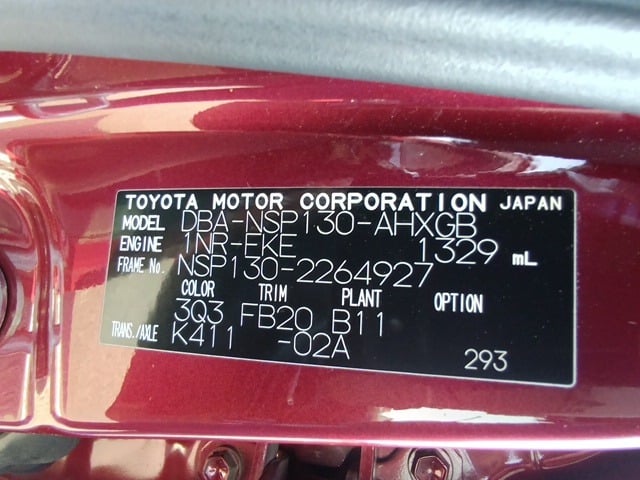 TOYOTA MOTOR CORPORATION JAPAN
MODEL DBA-NSP130-AHXGB
ENGINE 1NR-FKE 1329 mL
FRAME No. NSP130-2264927
COLOR TRIM PLANT OPTION
3Q3 FB20 B11
TRANS./AXLE K411 -02A
293